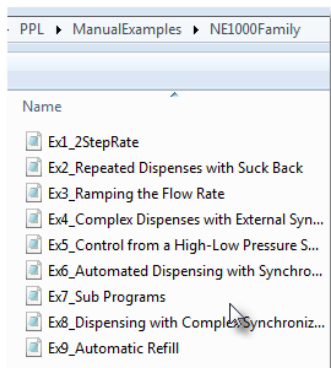 PPL ▸ ManualExamples ▸ NE1000Family
Name
Ex1_2StepRate
Ex2_Repeated Dispenses with Suck Back
Ex3_Ramping the Flow Rate
Ex4_Complex Dispenses with External Syn...
Ex5_Control from a High-Low Pressure S...
Ex6_Automated Dispensing with Synchro...
Ex7_Sub Programs
Ex8_Dispensing with Complex Synchroniz...
Ex9_Automatic Refill